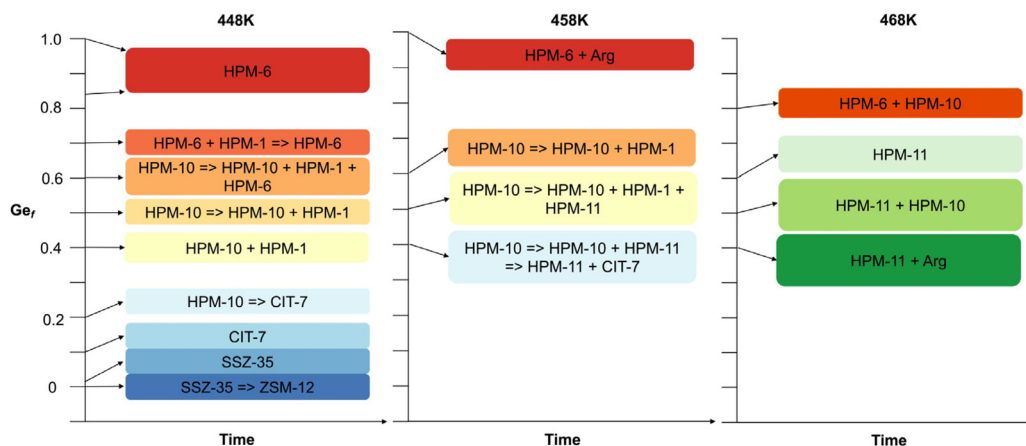 448K
458K
468K
1.0
0.8
0.6
Ge_f
0.4
0.2
0
HPM-6
HPM-6 + HPM-1 => HPM-6
HPM-10 => HPM-10 + HPM-1 +
HPM-6
HPM-10 => HPM-10 + HPM-1
HPM-10 + HPM-1
HPM-10 => CIT-7
CIT-7
SSZ-35
SSZ-35 => ZSM-12
Time
HPM-6 + Arg
HPM-10 => HPM-10 + HPM-1
HPM-10 => HPM-10 + HPM-1 +
HPM-11
HPM-10 => HPM-10 + HPM-11
=> HPM-11 + CIT-7
Time
HPM-6 + HPM-10
HPM-11
HPM-11 + HPM-10
HPM-11 + Arg
Time